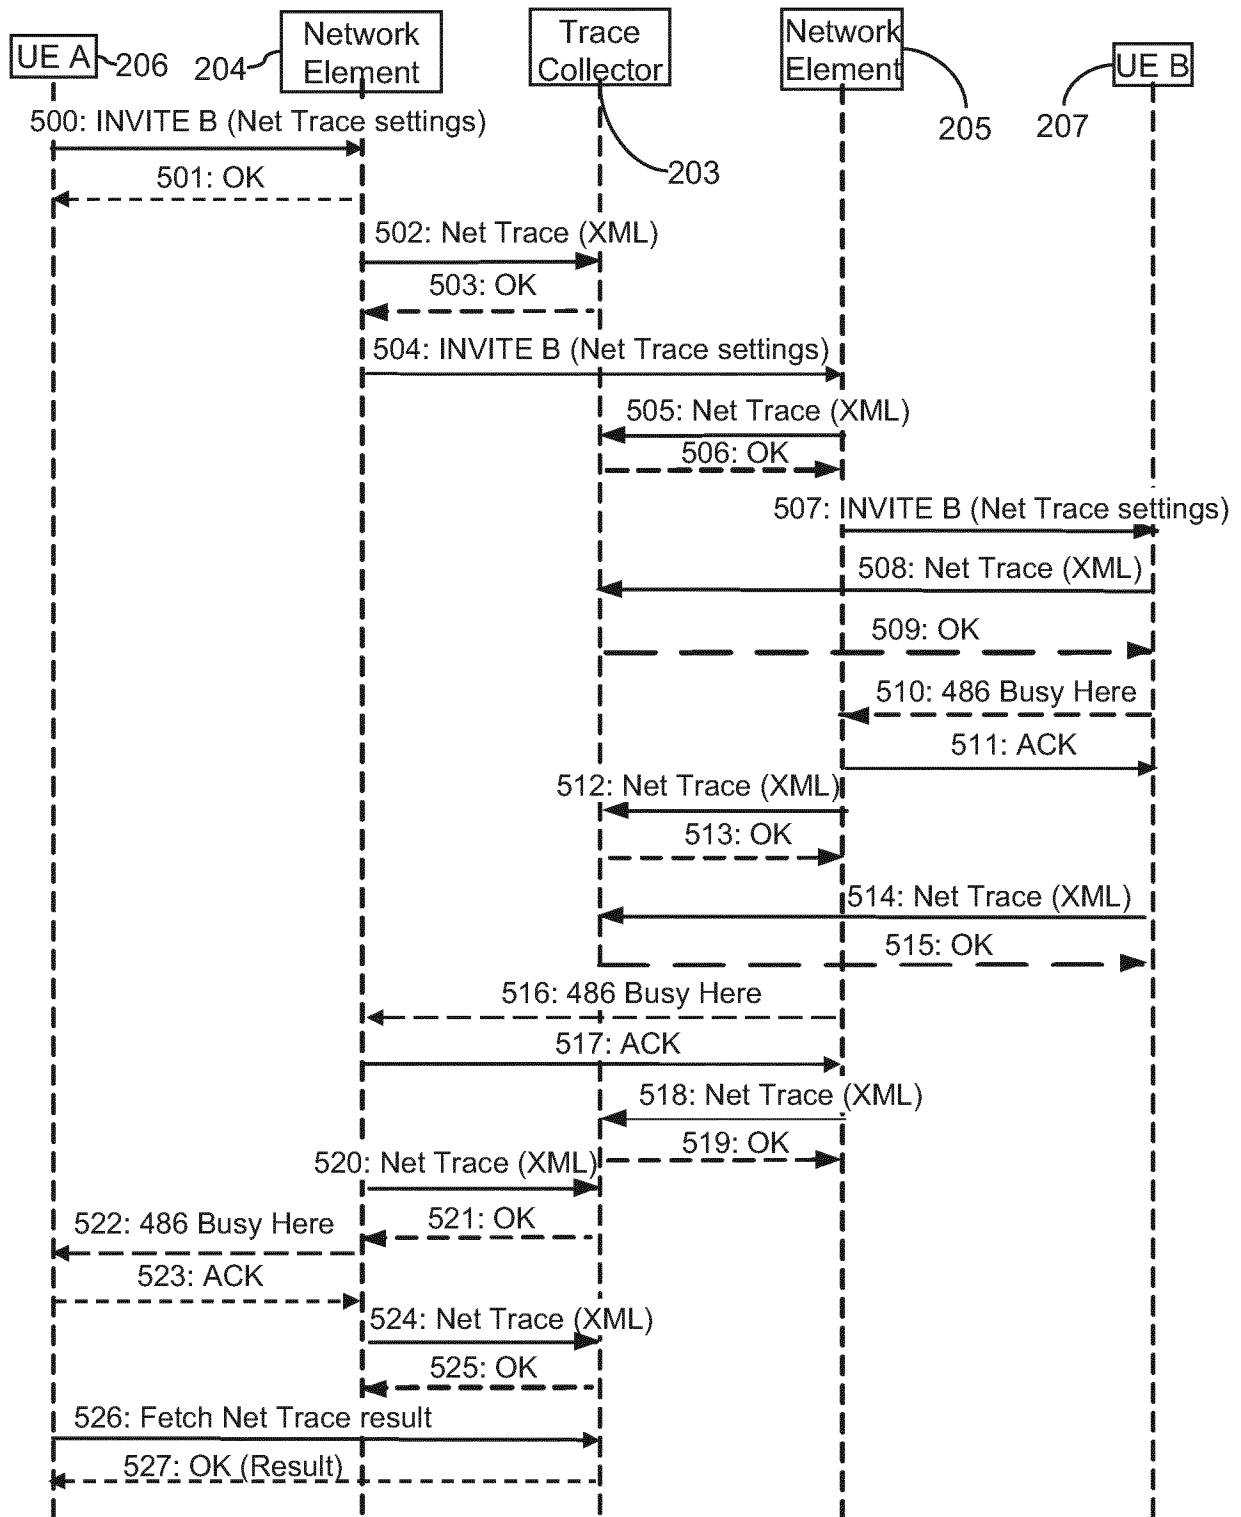 UE A
206
204
Network
Element
Trace
Collector
203
Network
Element
205
UE B
207
500: INVITE B (Net Trace settings)
501: OK
502: Net Trace (XML)
503: OK
504: INVITE B (Net Trace settings)
505: Net Trace (XML)
506: OK
507: INVITE B (Net Trace settings)
508: Net Trace (XML)
509: OK
510: 486 Busy Here
511: ACK
512: Net Trace (XML)
513: OK
514: Net Trace (XML)
515: OK
516: 486 Busy Here
517: ACK
518: Net Trace (XML)
519: OK
520: Net Trace (XML)
521: OK
522: 486 Busy Here
523: ACK
524: Net Trace (XML)
525: OK
526: Fetch Net Trace result
527: OK (Result)